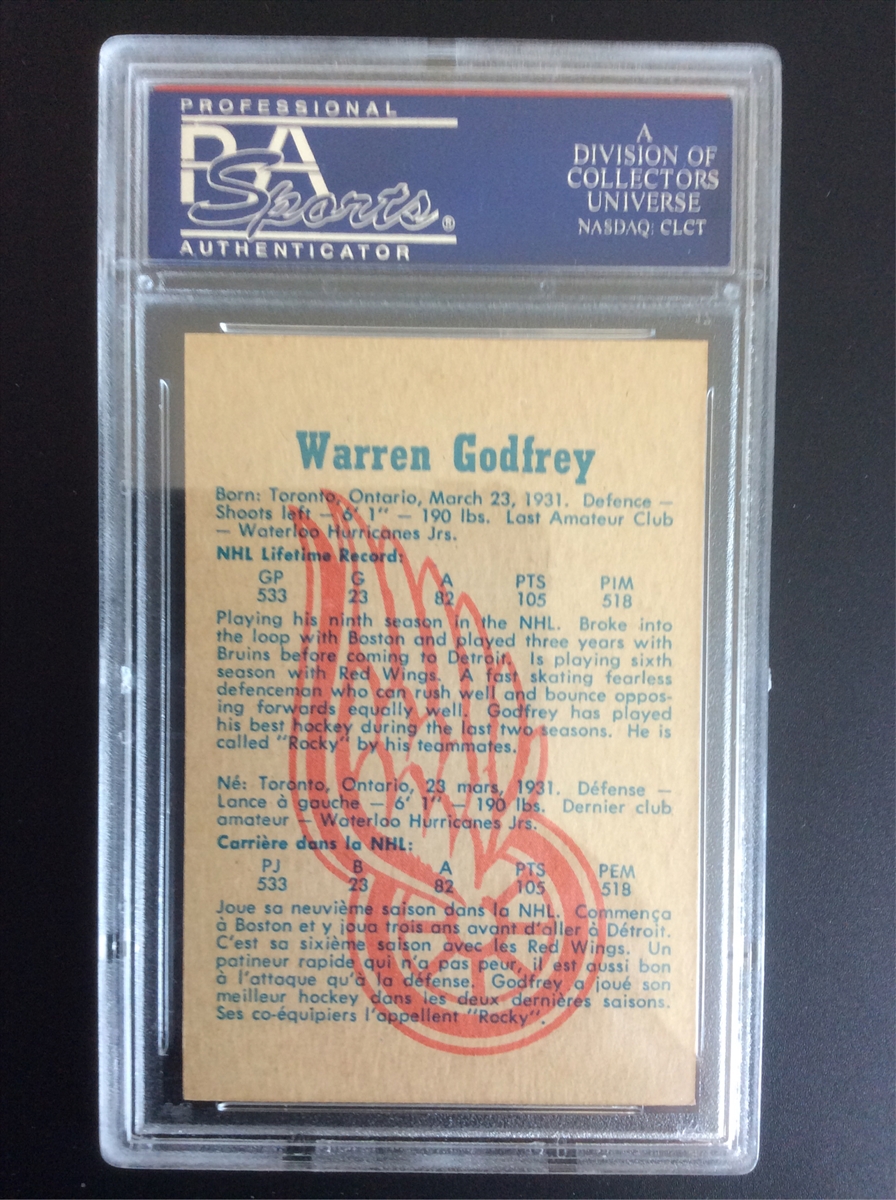 PROFESSIONAL
PSA
Sports®
AUTHENTICATOR
A
DIVISION OF
COLLECTORS
UNIVERSE
NASDAQ: CLCT
Warren Godfrey
Born: Toronto, Ontario, March 23, 1931. Defence —
Shoots left — 6' 1" — 190 lbs. Last Amateur Club
— Waterloo Hurricanes Jrs.
NHL Lifetime Record:
GP G A PTS PIM
533 23 82 105 518
Playing his ninth season in the NHL. Broke into
the loop with Boston and played three years with
Bruins before coming to Detroit. Is playing sixth
season with Red Wings. A fast skating fearless
defenceman who can rush well and bounce oppos-
ing forwards equally well. Godfrey has played
his best hockey during the last two seasons. He is
called "Rocky" by his teammates.
Né: Toronto, Ontario, 23 mars, 1931. Défense —
Lance à gauche — 6' 1" — 190 lbs. Dernier club
amateur — Waterloo Hurricanes Jrs.
Carrière dans la NHL:
PJ B A PTS PEM
533 23 82 105 518
Joue sa neuvième saison dans la NHL. Commença
à Boston et y joua trois ans avant d'aller à Détroit.
C'est sa sixième saison avec les Red Wings. Un
patineur rapide qui n'a pas peur, il est aussi bon
à l'attaque qu'à la défense. Godfrey a joué son
meilleur hockey dans les deux dernières saisons.
Ses co-équipiers l'appellent "Rocky".